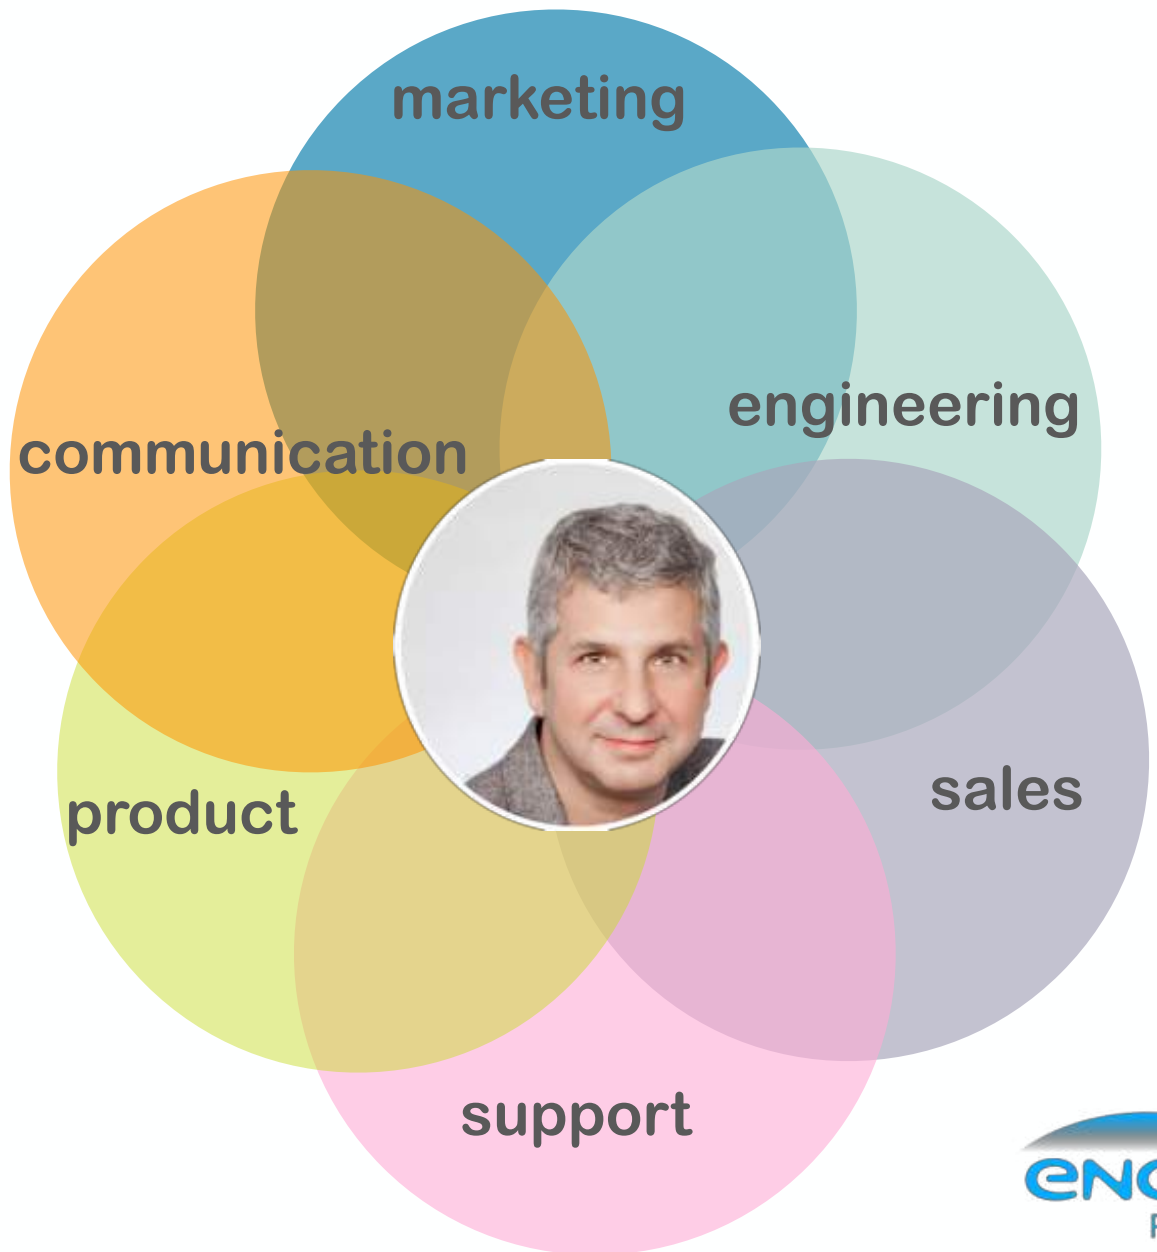 marketing
engineering
communication
sales
product
support